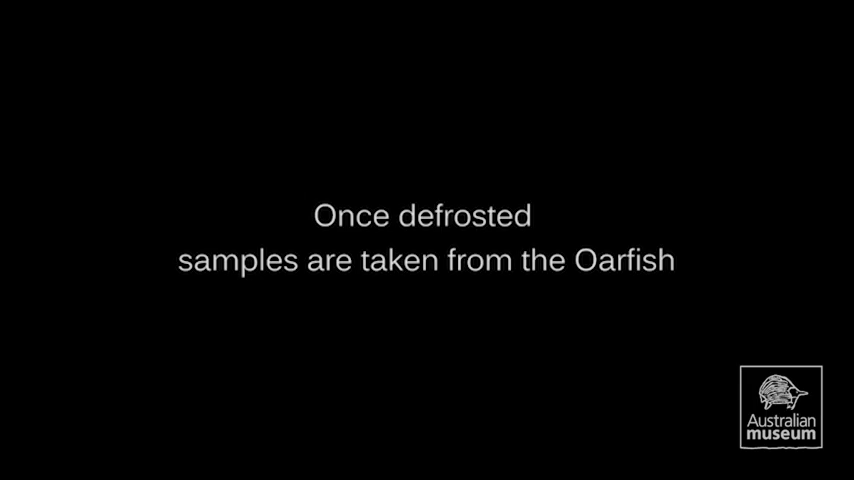 Once defrosted
samples are taken from the Oarfish
Australian
museum